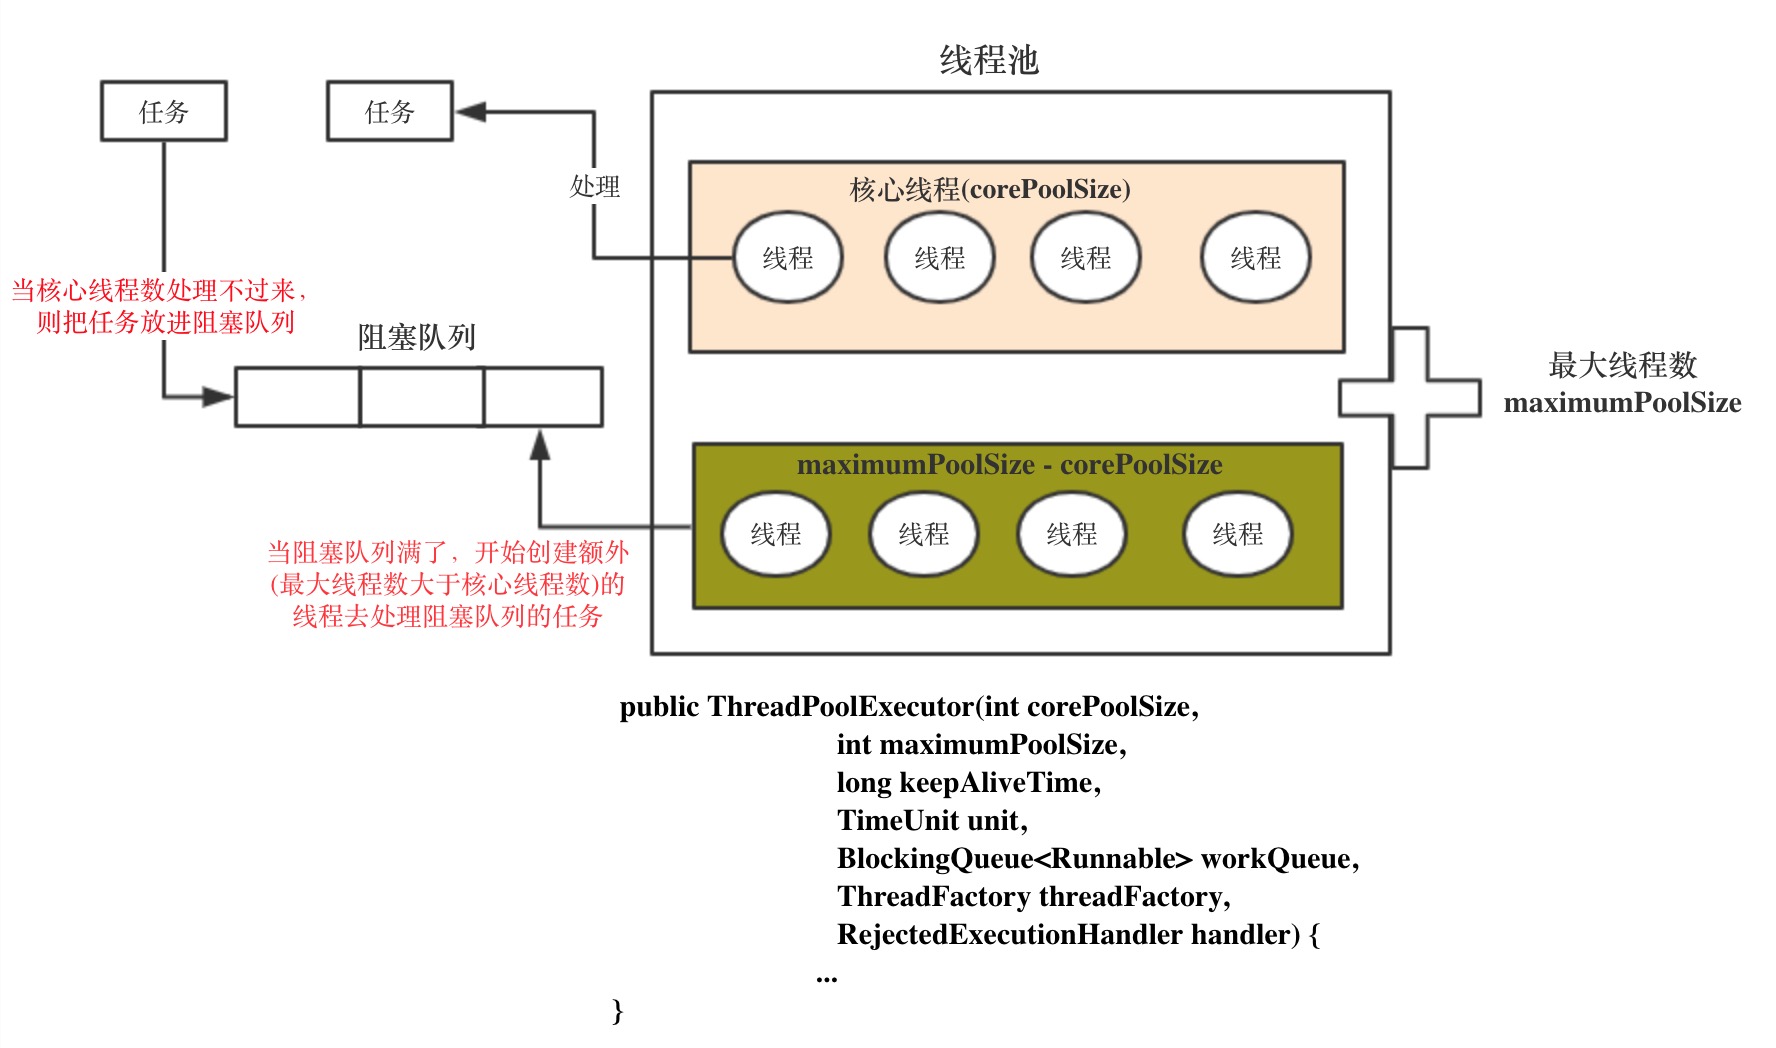 线程池
任务
任务
处理
核心线程(corePoolSize)
线程
线程
线程
线程
当核心线程数处理不过来，
则把任务放进阻塞队列
阻塞队列
最大线程数
maximumPoolSize
maximumPoolSize - corePoolSize
线程
线程
线程
线程
当阻塞队列满了，开始创建额外
(最大线程数大于核心线程数)的
线程去处理阻塞队列的任务
public ThreadPoolExecutor(int corePoolSize,
int maximumPoolSize,
long keepAliveTime,
TimeUnit unit,
BlockingQueue<Runnable> workQueue,
ThreadFactory threadFactory,
RejectedExecutionHandler handler) {
...
}